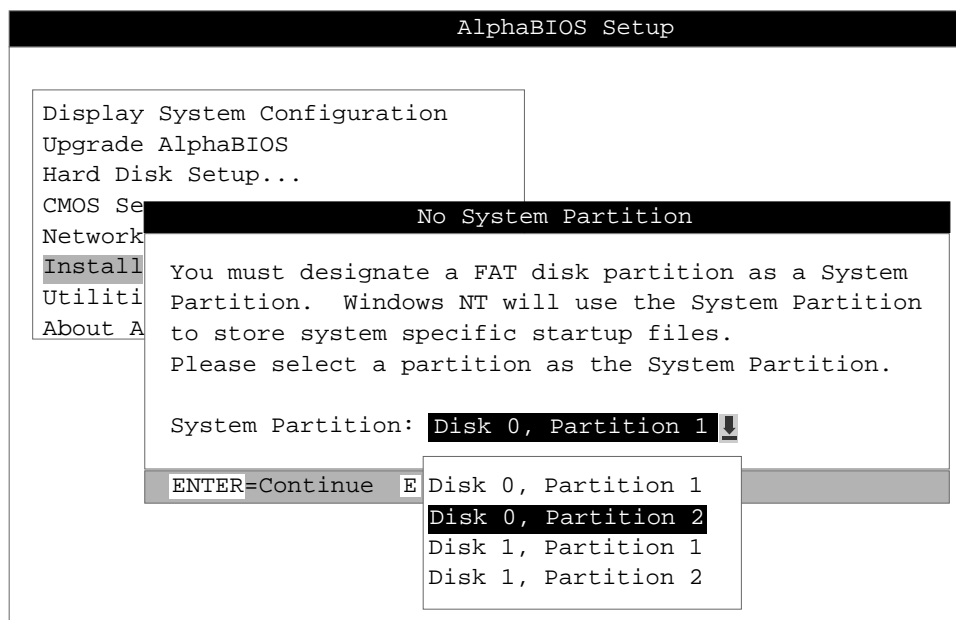 AlphaBIOS Setup
Display System Configuration
Upgrade AlphaBIOS
Hard Disk Setup...
CMOS Se
Network
Install
Utiliti
About A
No System Partition
You must designate a FAT disk partition as a System
Partition.  Windows NT will use the System Partition
to store system specific startup files.
Please select a partition as the System Partition.
System Partition: Disk 0, Partition 1
ENTER=Continue E
Disk 0, Partition 1
Disk 0, Partition 2
Disk 1, Partition 1
Disk 1, Partition 2